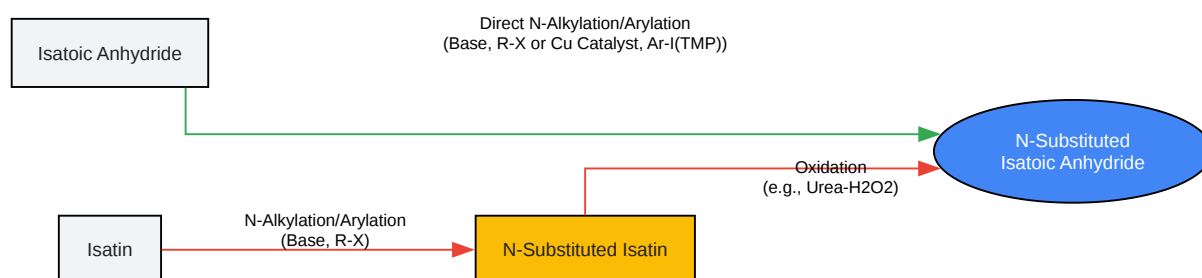 Direct N-Alkylation/Arylation
(Base, R-X or Cu Catalyst, Ar-I(TMP))
Isatoic Anhydride
N-Substituted
Isatoic Anhydride
Oxidation
(e.g., Urea-H2O2)
N-Alkylation/Arylation
(Base, R-X)
Isatin
N-Substituted Isatin